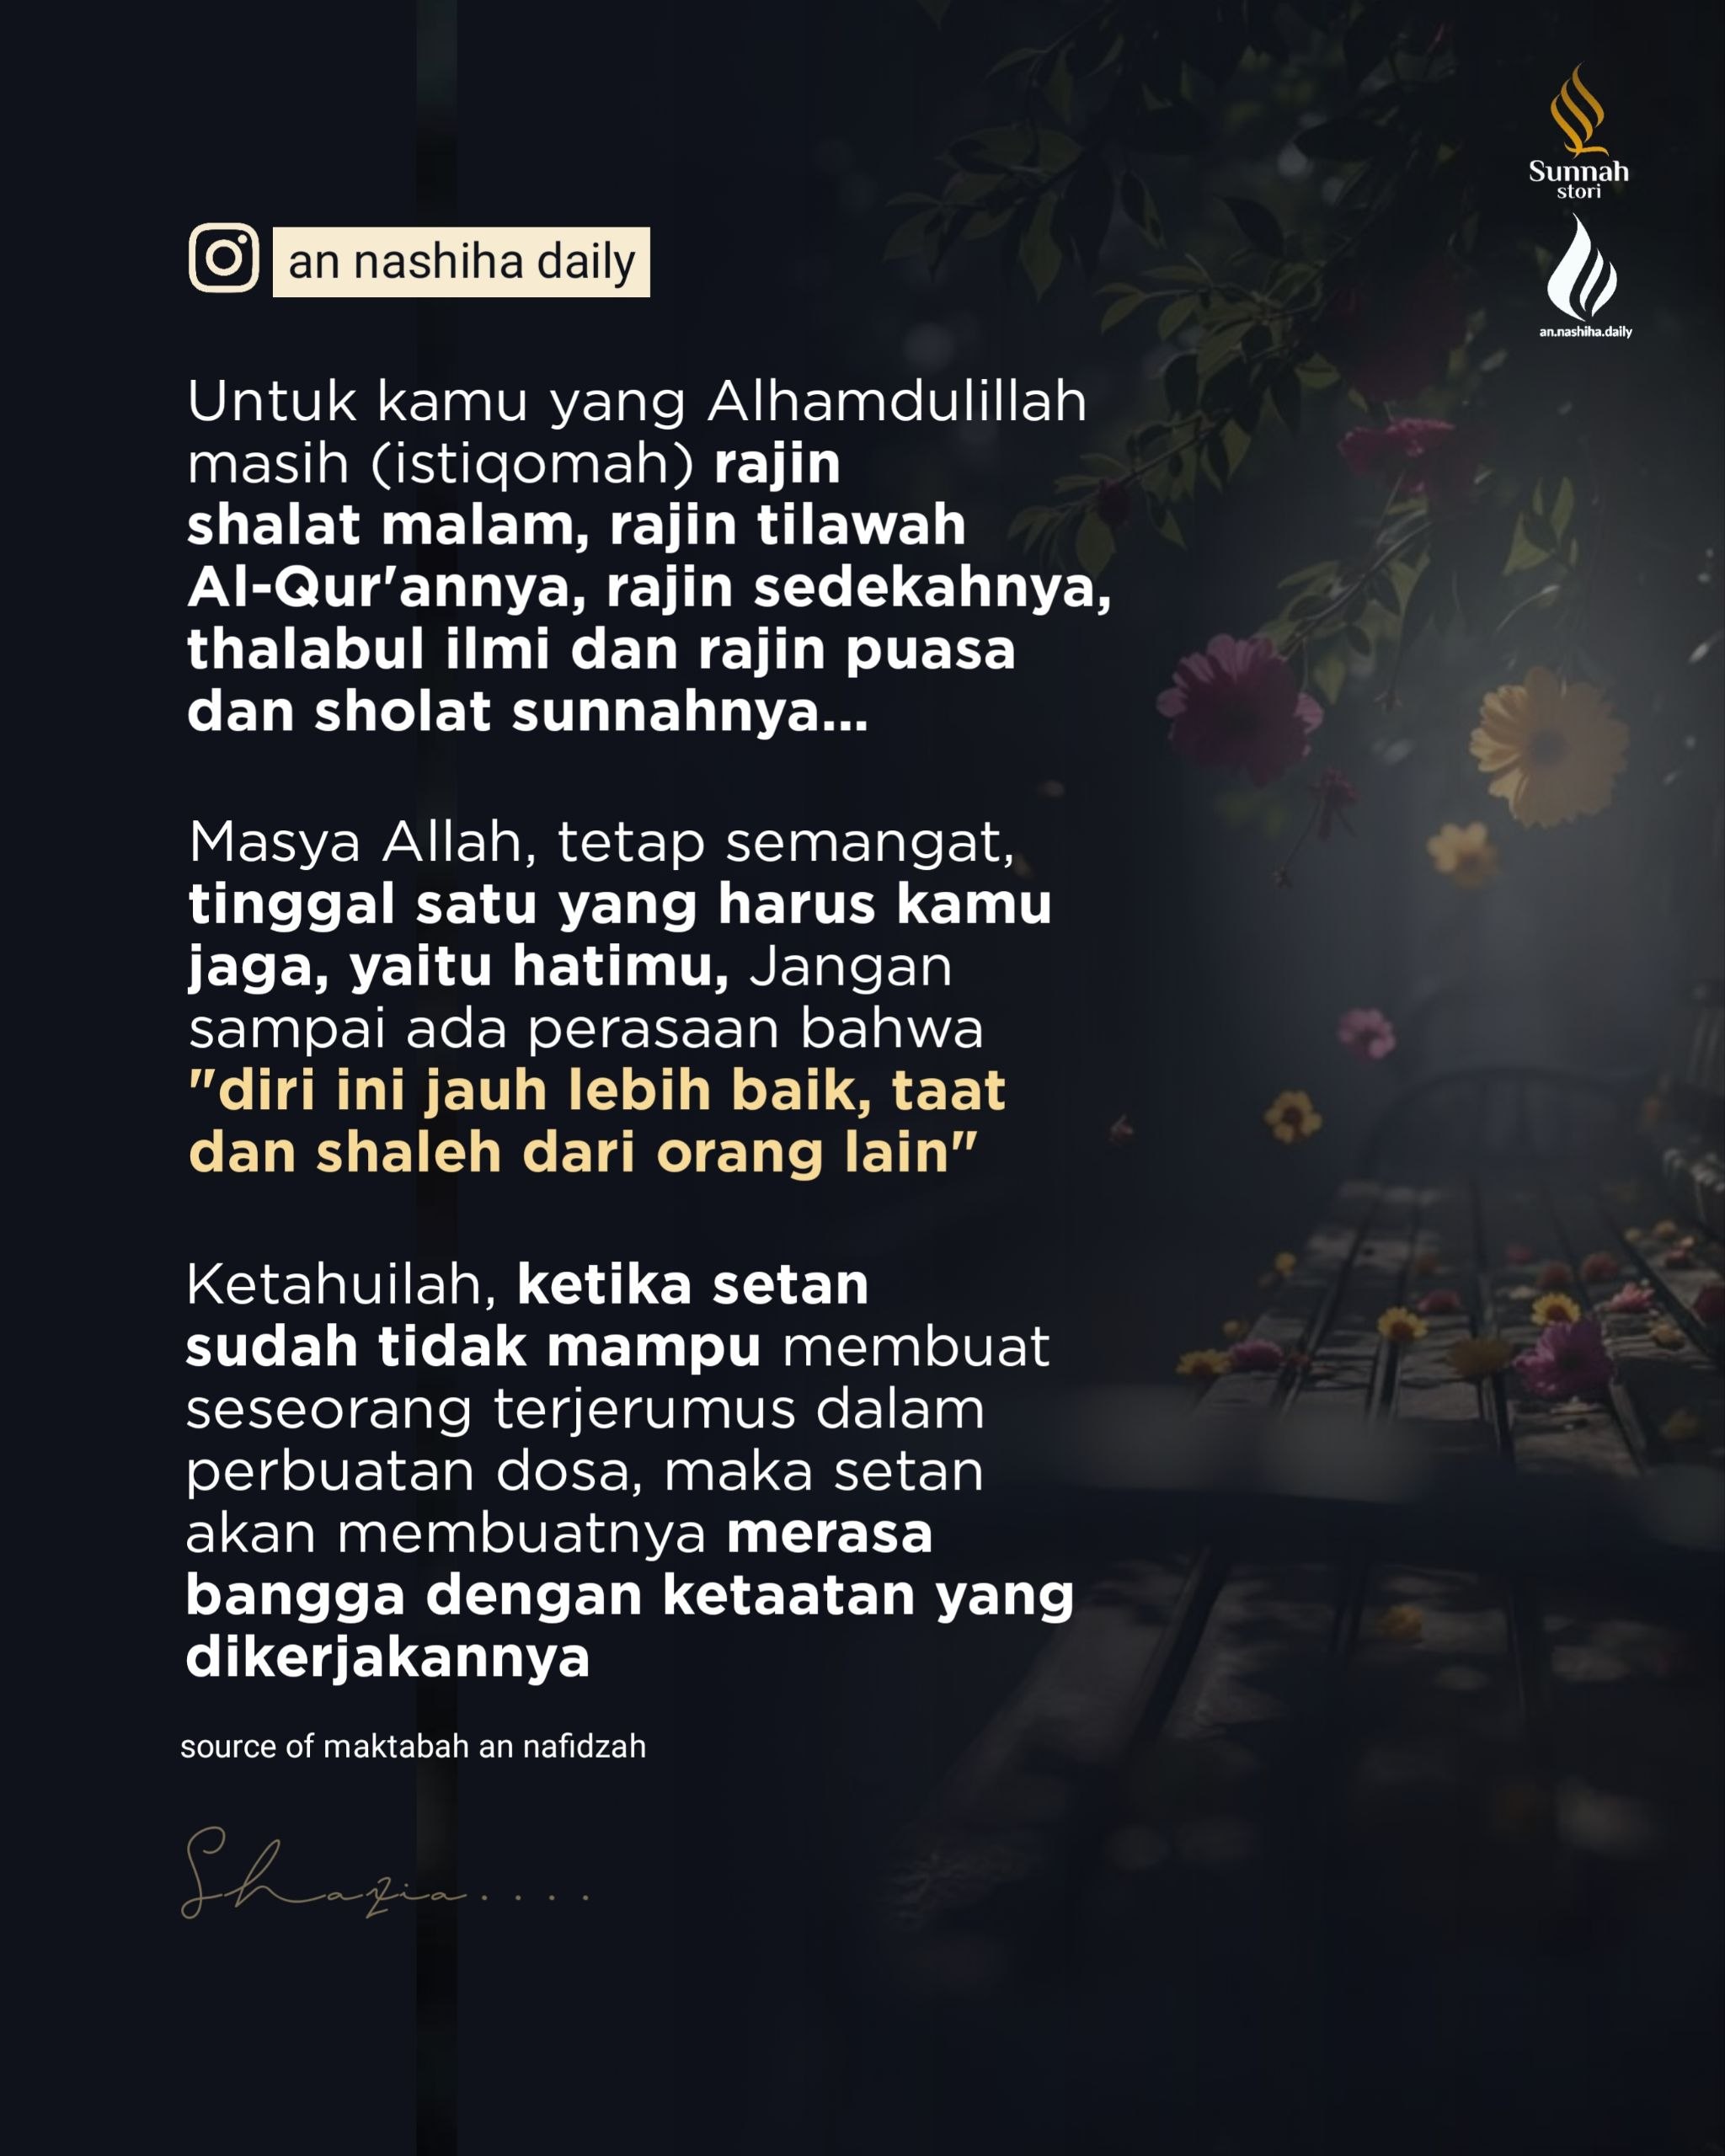 Sunnah
stori
an.nashiha.daily
an nashiha daily
Untuk kamu yang Alhamdulillah
masih (istiqomah) rajin
shalat malam, rajin tilawah
Al-Qur'annya, rajin sedekahnya,
thalabul ilmi dan rajin puasa
dan sholat sunnahnya...
Masya Allah, tetap semangat,
tinggal satu yang harus kamu
jaga, yaitu hatimu, Jangan
sampai ada perasaan bahwa
"diri ini jauh lebih baik, taat
dan shaleh dari orang lain"
Ketahuilah, ketika setan
sudah tidak mampu membuat
seseorang terjerumus dalam
perbuatan dosa, maka setan
akan membuatnya merasa
bangga dengan ketaatan yang
dikerjakannya
source of maktabah an nafidzah
Shazia....